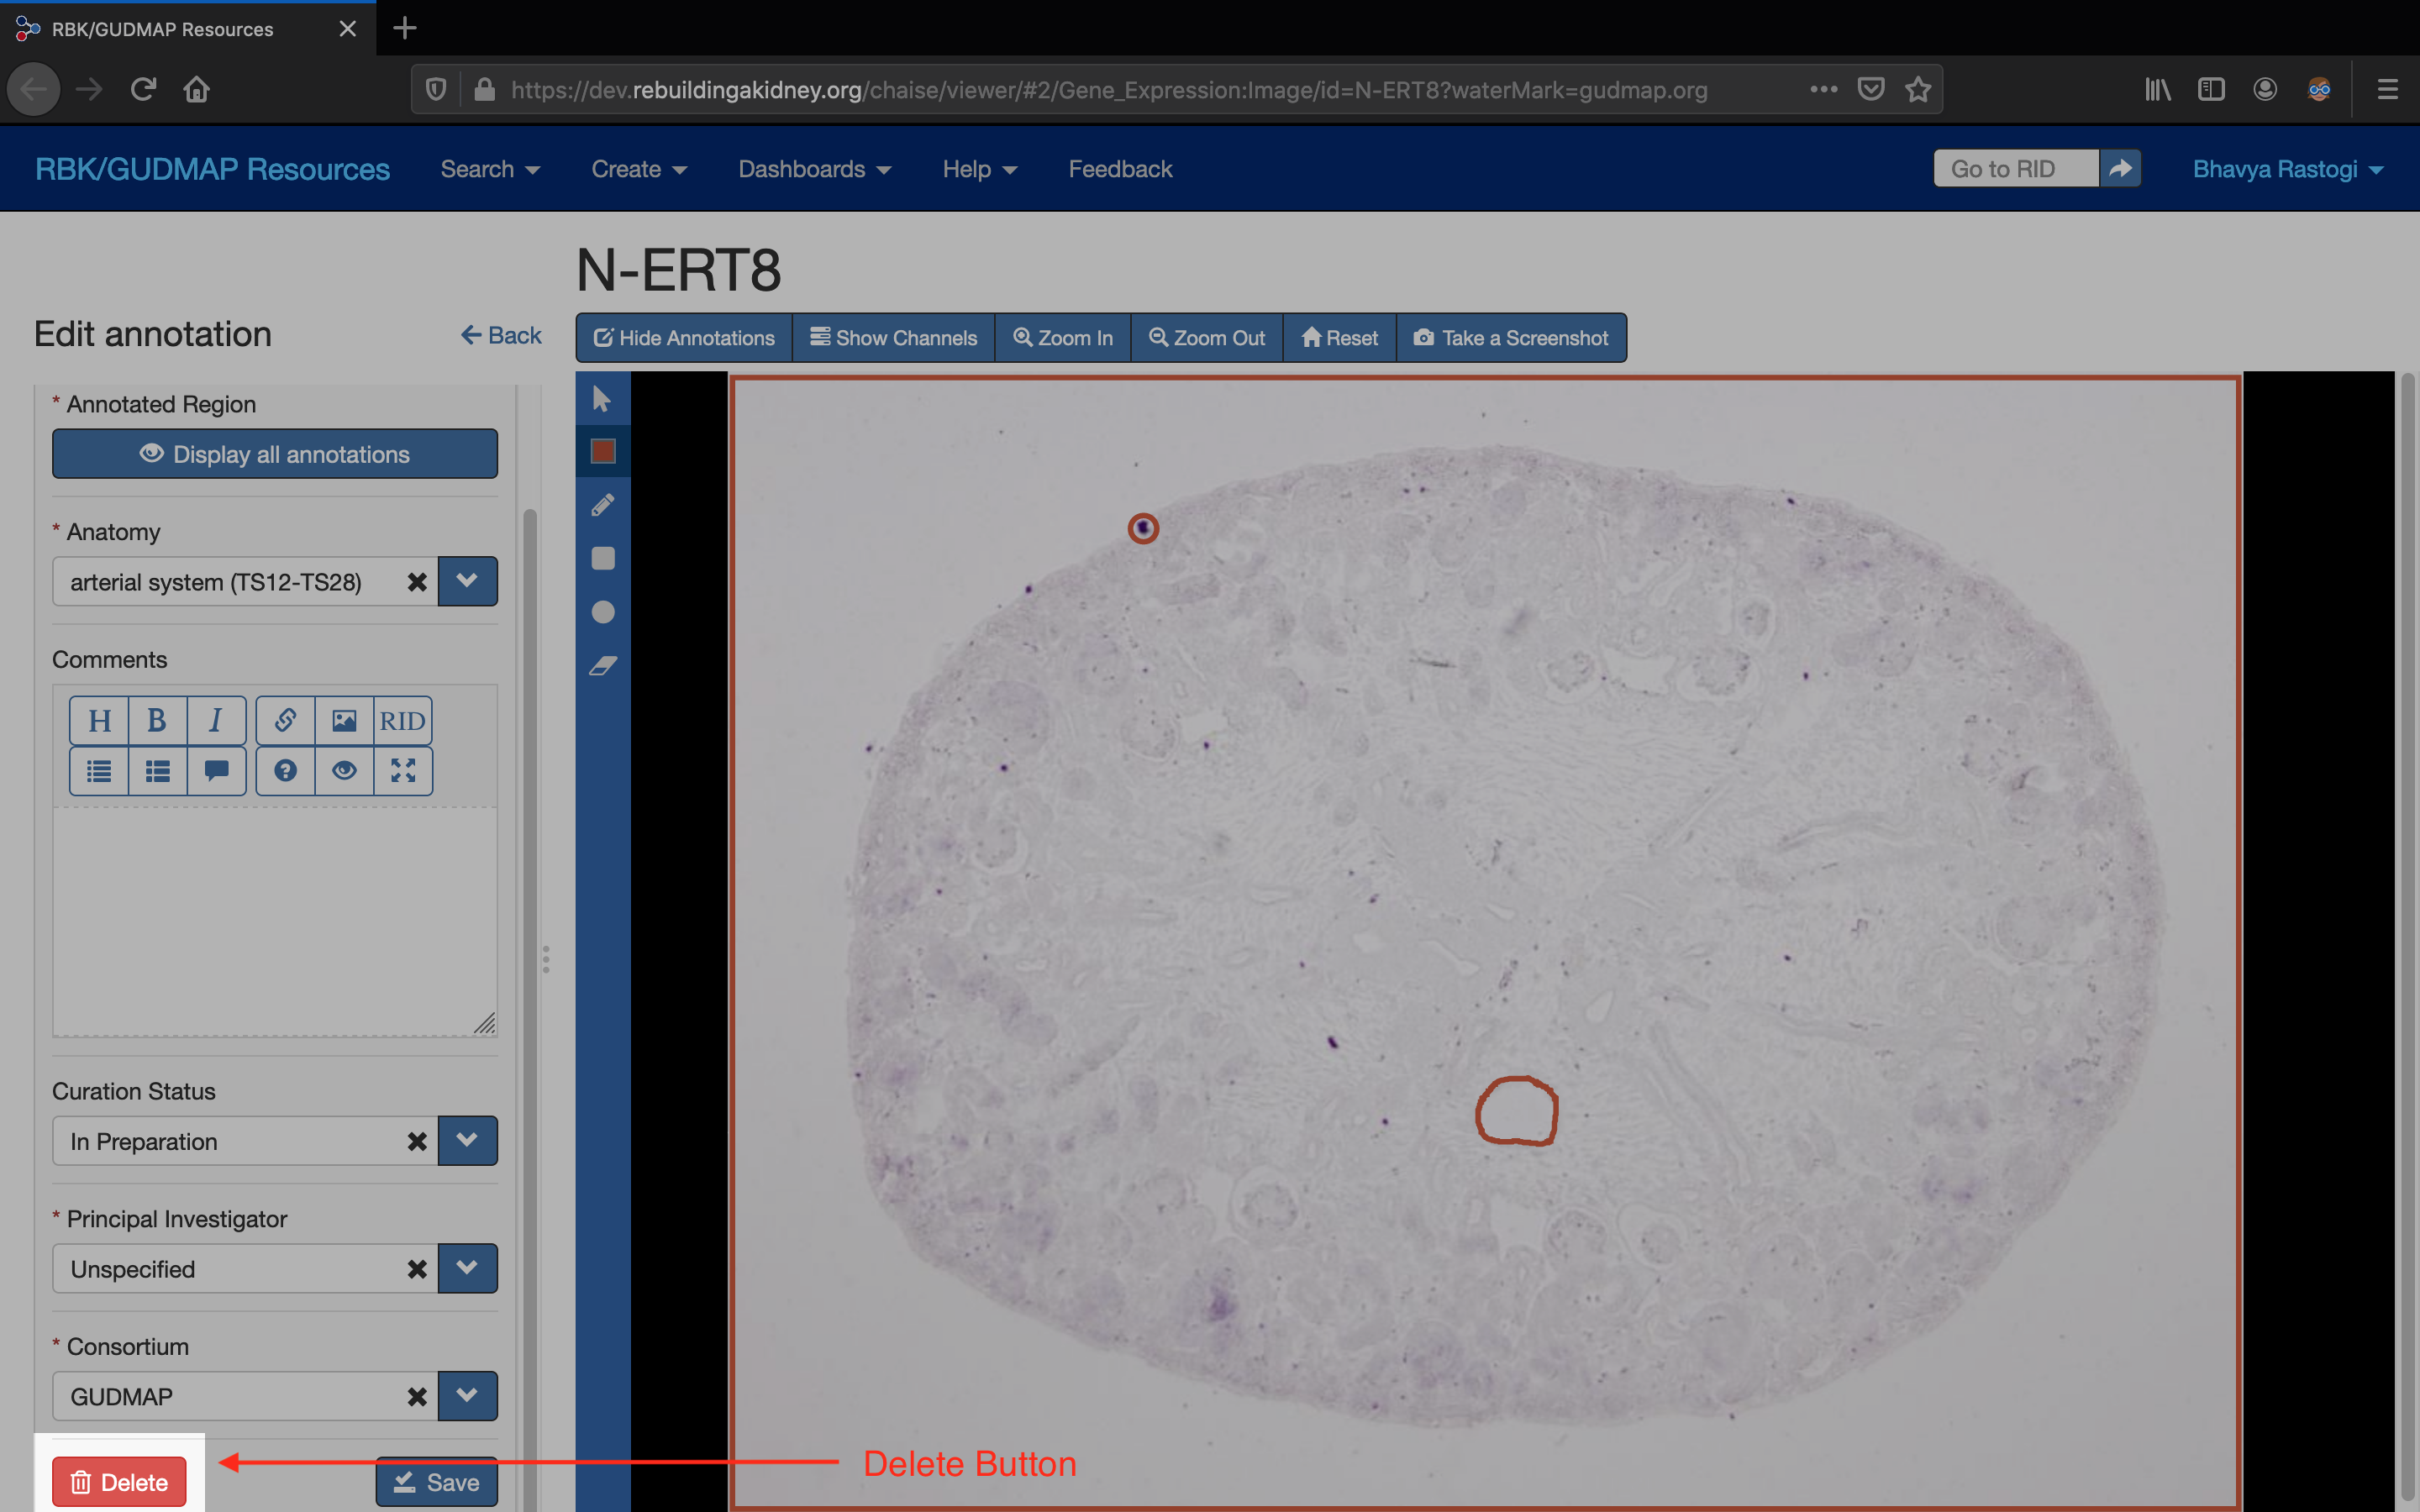 RBK/GUDMAP Resources
https://dev.rebuildingakidney.org/chaise/viewer/#2/Gene_Expression:Image/id=N-ERT8?waterMark=gudmap.org
RBK/GUDMAP Resources Search Create Dashboards Help Feedback Go to RID Bhavya Rastogi
N-ERT8
Edit annotation Back
Hide Annotations Show Channels Zoom In Zoom Out Reset Take a Screenshot
* Annotated Region
Display all annotations
* Anatomy
arterial system (TS12-TS28)
Comments
H B I RID
Curation Status
In Preparation
* Principal Investigator
Unspecified
* Consortium
GUDMAP
Delete Save
Delete Button